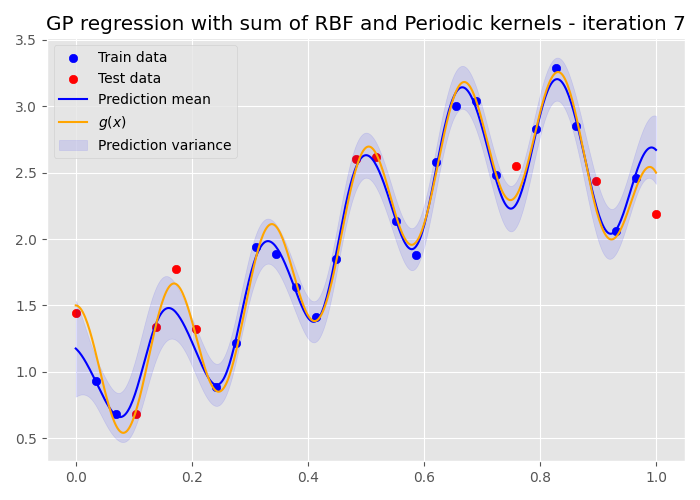 GP regression with sum of RBF and Periodic kernels - iteration 7
3.5
3.0
2.5
2.0
1.5
1.0
0.5
Train data
Test data
Prediction mean
g(x)
Prediction variance
0.0 0.2 0.4 0.6 0.8 1.0